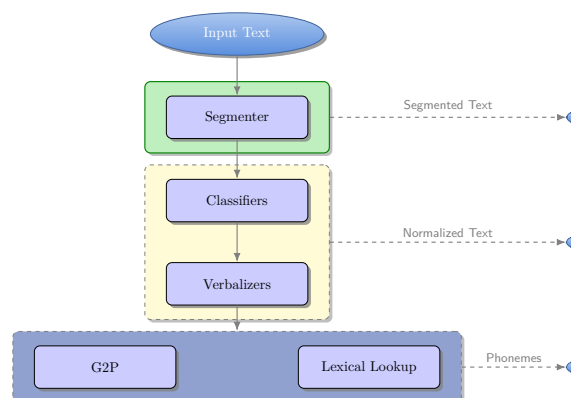 Input Text
Segmenter
Segmented Text
Classifiers
Normalized Text
Verbalizers
G2P
Lexical Lookup
Phonemes